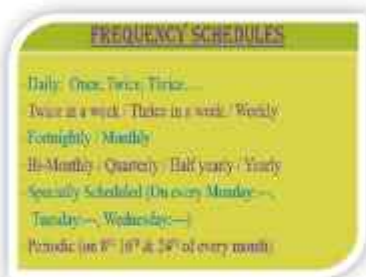 FREQUENCY SCHEDULES
Daily: Once, Twice, Thrice....
Twice in a week / Thrice in a week / Weekly
Fortnightly / Monthly
Bi-Monthly / Quarterly / Half yearly / Yearly
Specially Scheduled (On every Monday:---,
Tuesday:---, Wednesday:---)
Periodic (on 8th 16th & 24th of every month)